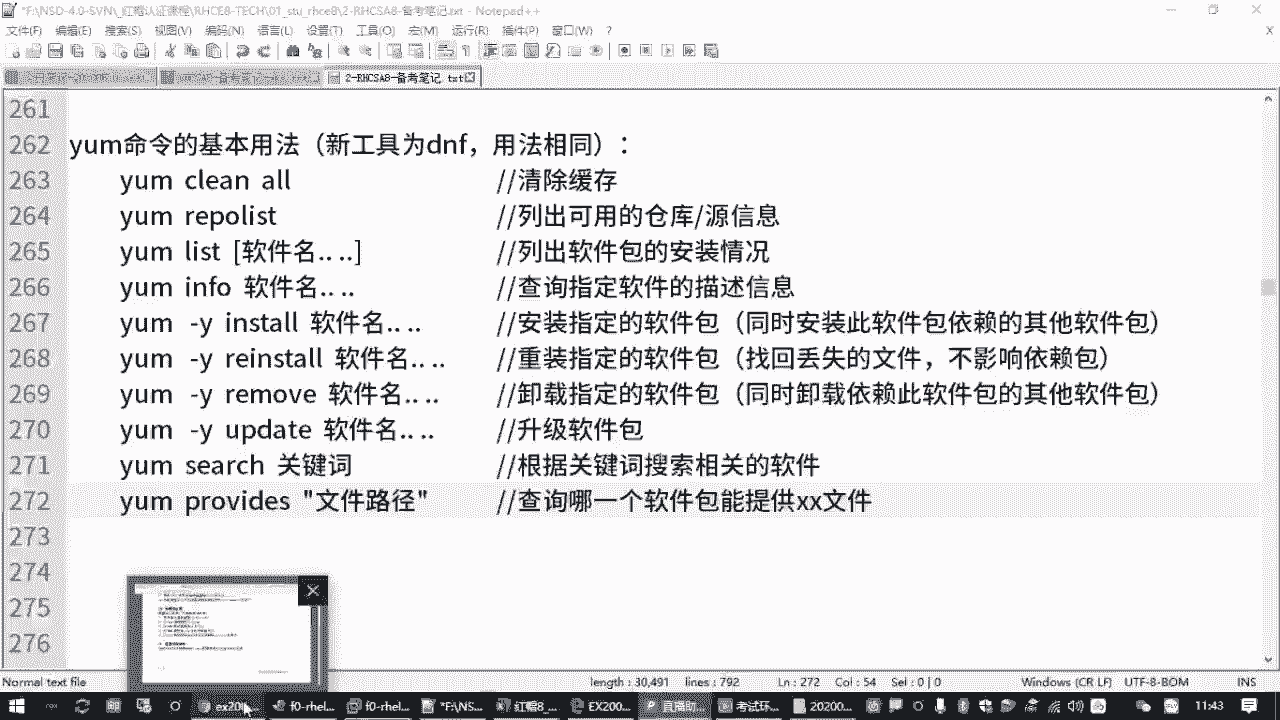 *F:\NSD-4.0-SVN\_红帽认证课程\RHCE8-TECH\01_stu_rhce8\2-RHCSA8-备考笔记.txt - Notepad++
文件(F) 编辑(E) 搜索(S) 视图(V) 编码(N) 语言(L) 设置(T) 工具(O) 宏(M) 运行(R) 插件(P) 窗口(W) ?
2-RHCSA8-备考笔记.txt
261
262 yum命令的基本用法（新工具为dnf，用法相同）：
263 yum clean all //清除缓存
264 yum repolist //列出可用的仓库/源信息
265 yum list [软件名.. ..] //列出软件包的安装情况
266 yum info 软件名.. .. //查询指定软件的描述信息
267 yum -y install 软件名.. .. //安装指定的软件包（同时安装此软件包依赖的其他软件包）
268 yum -y reinstall 软件名.. .. //重装指定的软件包（找回丢失的文件，不影响依赖包）
269 yum -y remove 软件名.. .. //卸载指定的软件包（同时卸载依赖此软件包的其他软件包）
270 yum -y update 软件名.. .. //升级软件包
271 yum search 关键词 //根据关键词搜索相关的软件
272 yum provides "文件路径" //查询哪一个软件包能提供xx文件
273
274
275
276
Normal text file length : 30,491 lines : 792 Ln : 272 Col : 54 Sel : 0 | 0 Windows (CR LF) UTF-8-BOM INS
ex200... f0-rhel... f0-rhel... *F:\NS... 红帽8_... EX200... 考试环... 20200... 11:43